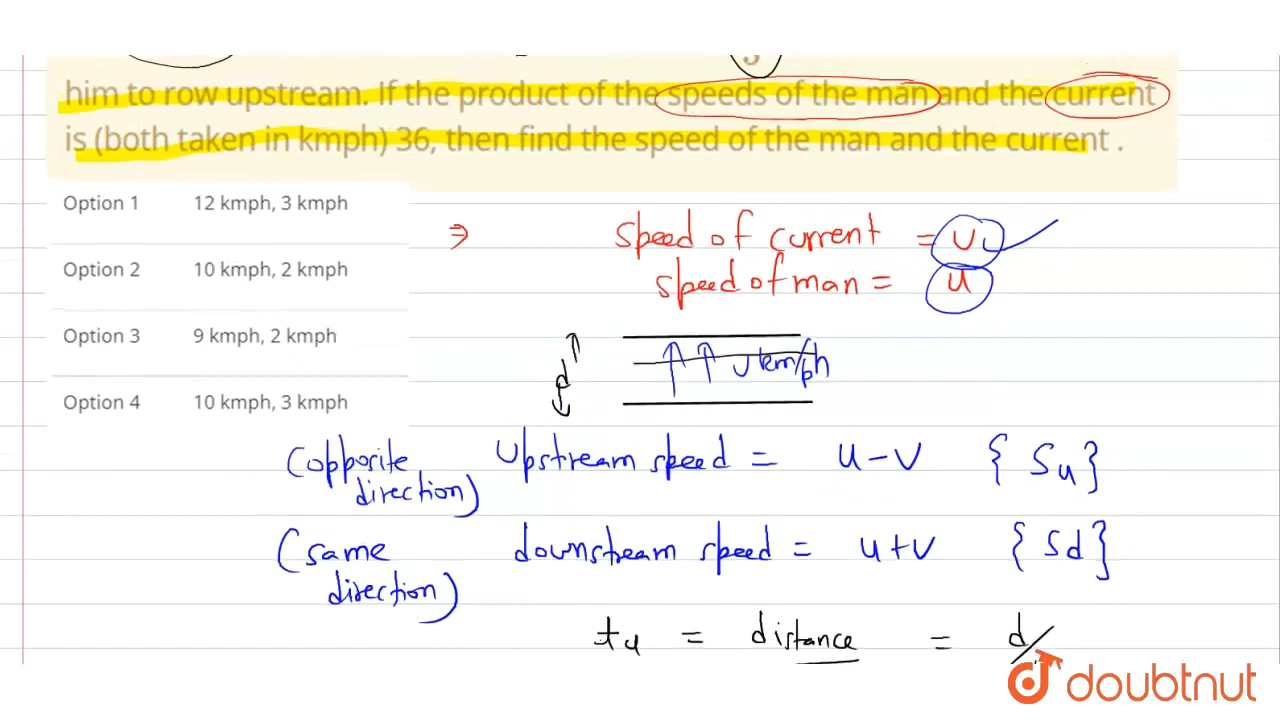 him to row upstream. If the product of the speeds of the man and the current
is (both taken in kmph) 36, then find the speed of the man and the current .
Option 1 12 kmph, 3 kmph
Option 2 10 kmph, 2 kmph
Option 3 9 kmph, 2 kmph
Option 4 10 kmph, 3 kmph
⇒ speed of current = v
speed of man = u
d
v km/ph
(opposite direction) upstream speed = u-v { Su}
(same direction) downstream speed = u+v { Sd}
tu = distance = d/
doubtnut